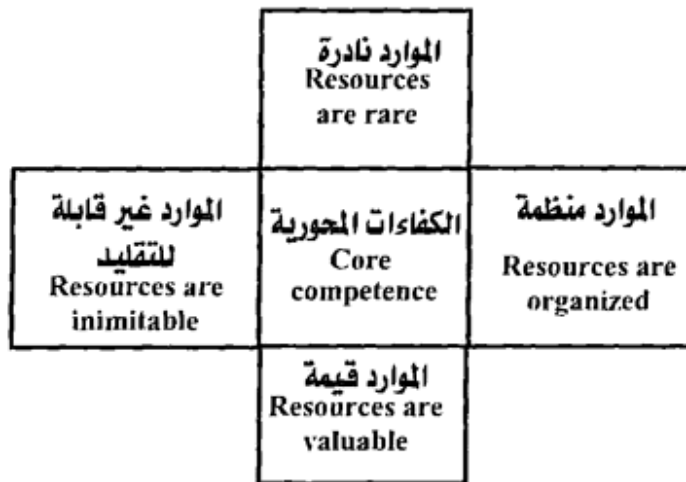 الموارد نادرة
Resources
are rare
الموارد غير قابلة
للتقليد
Resources are
inimitable
الكفاءات المحورية
Core
competence
الموارد منظمة
Resources are
organized
الموارد قيمة
Resources are
valuable